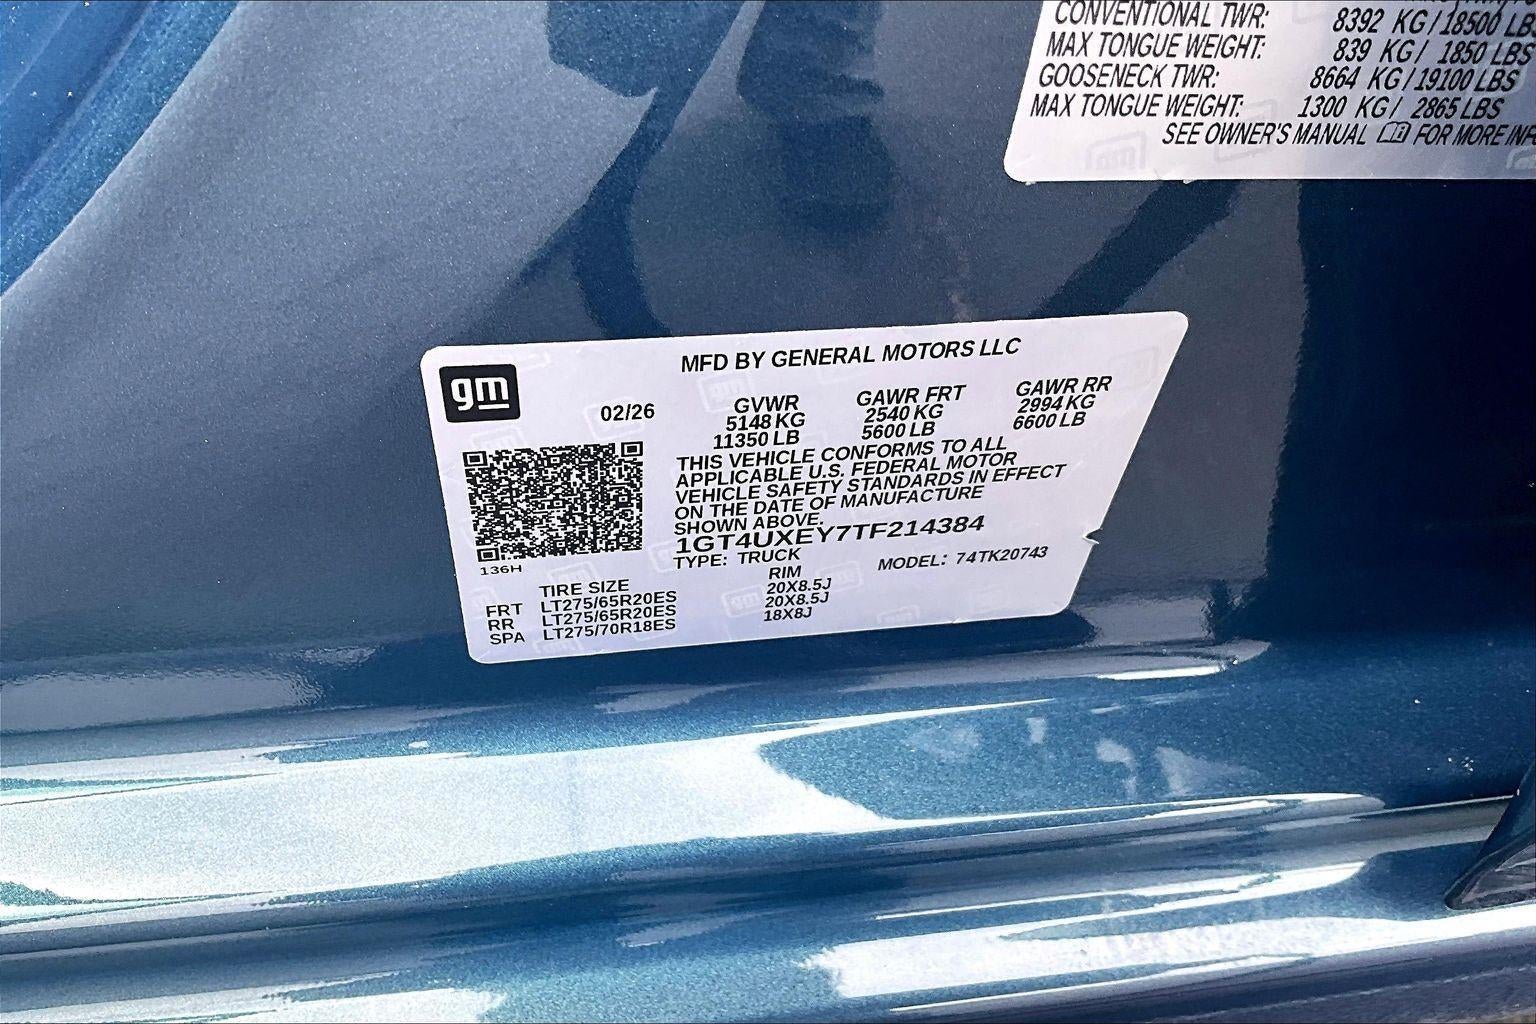 CONVENTIONAL TWR: 8392 KG/18500 LBS
MAX TONGUE WEIGHT: 839 KG/ 1850 LBS
GOOSENECK TWR: 8664 KG/19100 LBS
MAX TONGUE WEIGHT: 1300 KG/ 2865 LBS
SEE OWNER'S MANUAL FOR MORE INFO
gm
MFD BY GENERAL MOTORS LLC
02/26 GVWR GAWR FRT GAWR RR
5148 KG 2540 KG 2994 KG
11350 LB 5600 LB 6600 LB
THIS VEHICLE CONFORMS TO ALL
APPLICABLE U.S. FEDERAL MOTOR
VEHICLE SAFETY STANDARDS IN EFFECT
ON THE DATE OF MANUFACTURE
SHOWN ABOVE.
1GT4UXEY7TF214384
TYPE: TRUCK MODEL: 74TK20743
136H
TIRE SIZE RIM
FRT LT275/65R20ES 20X8.5J
RR LT275/65R20ES 20X8.5J
SPA LT275/70R18ES 18X8J